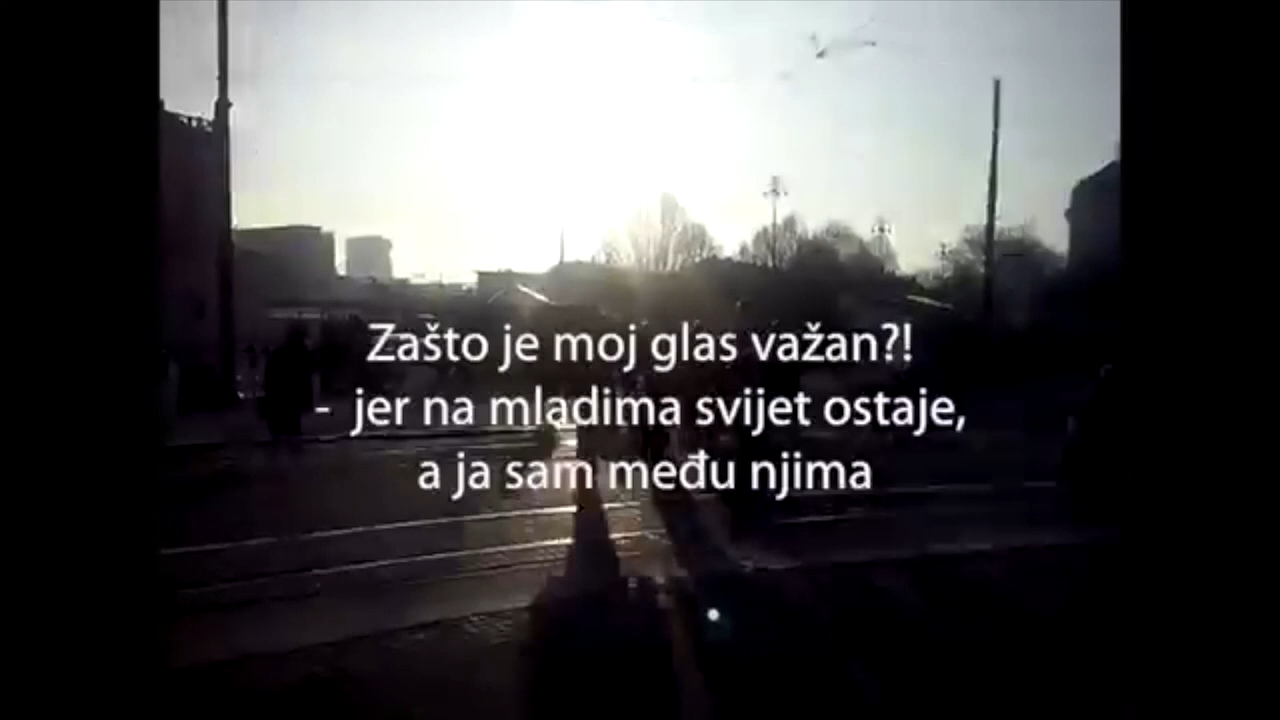 Zašto je moj glas važan?!
- jer na mladima svijet ostaje,
a ja sam među njima